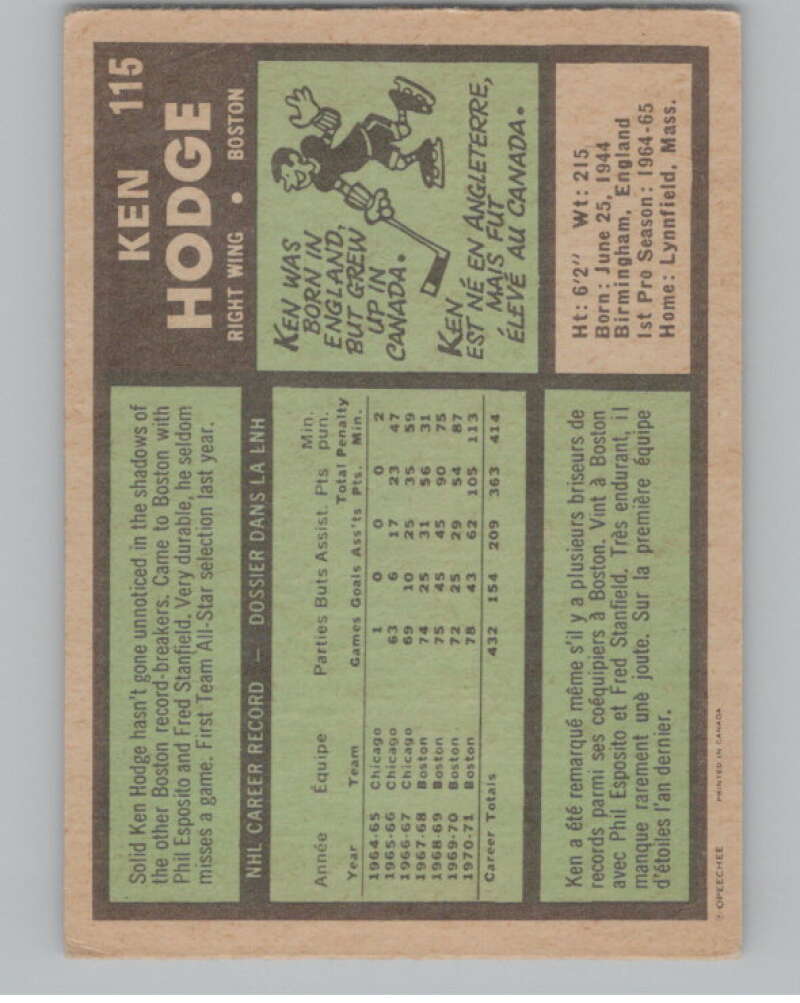 KEN 115
HODGE
RIGHT WING • BOSTON
Solid Ken Hodge hasn't gone unnoticed in the shadows of
the other Boston record-breakers. Came to Boston with
Phil Esposito and Fred Stanfield. Very durable, he seldom
misses a game. First Team All-Star selection last year.
KEN WAS
BORN IN
ENGLAND,
BUT GREW
UP IN
CANADA.
KEN
EST NÉ EN ANGLETERRE,
MAIS FUT
ÉLEVÉ AU CANADA.
NHL CAREER RECORD — DOSSIER DANS LA LNH
Année Équipe Parties Buts Assist. Pts Min. pun.
Year Team Games Goals Ass'ts Total Pts. Penalty Min.
1964-65 Chicago 1 0 0 0 2
1965-66 Chicago 63 6 17 23 47
1966-67 Chicago 69 10 25 35 59
1967-68 Boston 74 25 31 56 31
1968-69 Boston 75 45 45 90 75
1969-70 Boston 72 25 29 54 87
1970-71 Boston 78 43 62 105 113
Career Totals 432 154 209 363 414
Ht: 6'2" Wt: 215
Born: June 25, 1944
Birmingham, England
1st Pro Season: 1964-65
Home: Lynnfield, Mass.
Ken a été remarqué même s'il y a plusieurs briseurs de
records parmi ses coéquipiers à Boston. Vint à Boston
avec Phil Esposito et Fred Stanfield. Très endurant, il
manque rarement unè joute. Sur la première équipe
d'étoiles l'an dernier.
© OPEECHEE PRINTED IN CANADA